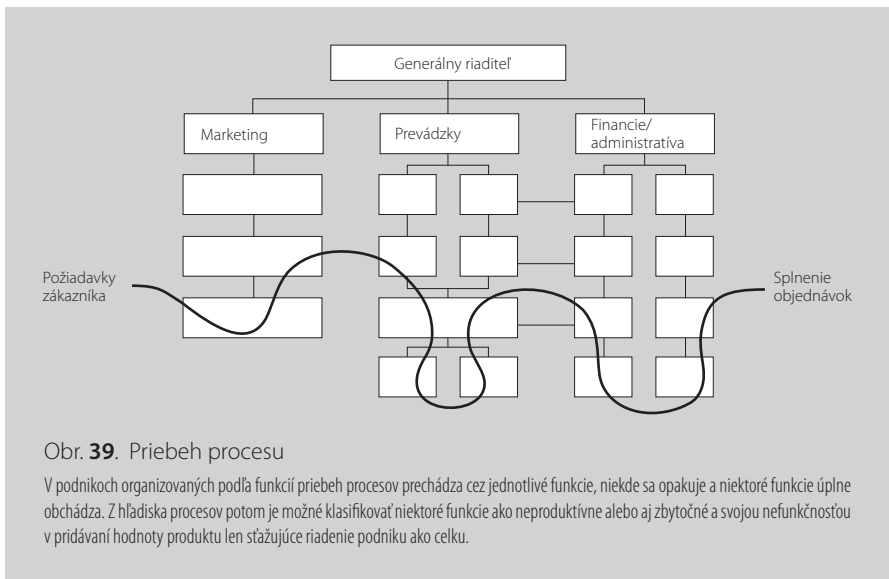 Generálny riaditeľ
Marketing
Prevádzky
Financie/
administratíva
Požiadavky
zákazníka
Splnenie
objednávok
Obr. 39. Priebeh procesu
V podnikoch organizovaných podľa funkcií priebeh procesov prechádza cez jednotlivé funkcie, niekde sa opakuje a niektoré funkcie úplne
obchádza. Z hľadiska procesov potom je možné klasifikovať niektoré funkcie ako neproduktívne alebo aj zbytočné a svojou nefunkčnosťou
v pridávaní hodnoty produktu len sťažujúce riadenie podniku ako celku.